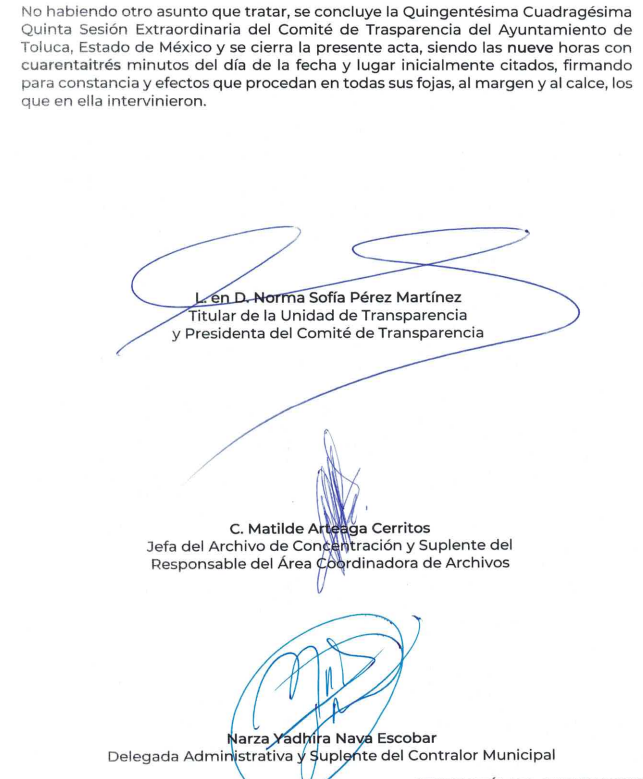 No habiendo otro asunto que tratar, se concluye la Quingentésima Cuadragésima
Quinta Sesión Extraordinaria del Comité de Trasparencia del Ayuntamiento de
Toluca, Estado de México y se cierra la presente acta, siendo las nueve horas con
cuarentaitrés minutos del día de la fecha y lugar inicialmente citados, firmando
para constancia y efectos que procedan en todas sus fojas, al margen y al calce, los
que en ella intervinieron.
L. en D. Norma Sofía Pérez Martínez
Titular de la Unidad de Transparencia
y Presidenta del Comité de Transparencia
C. Matilde Arteaga Cerritos
Jefa del Archivo de Concentración y Suplente del
Responsable del Área Coordinadora de Archivos
Narza Yadhira Nava Escobar
Delegada Administrativa y Suplente del Contralor Municipal